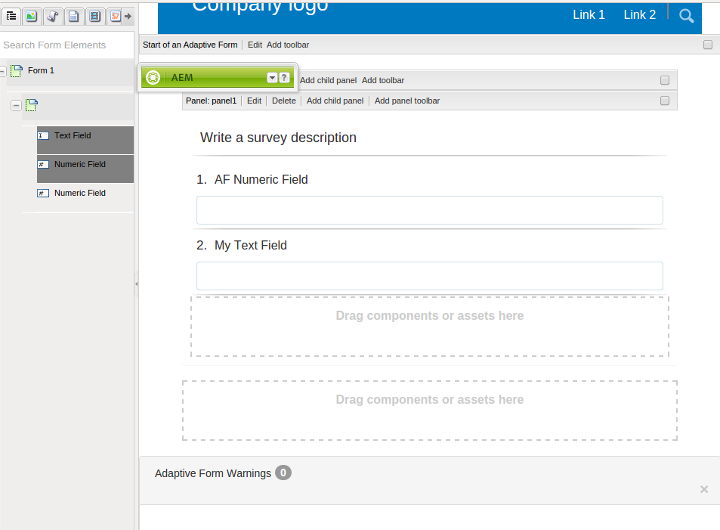 Company logo
Link 1 Link 2
Search Form Elements
Start of an Adaptive Form Edit Add toolbar
Form 1
AEM ?
Add child panel Add toolbar
Panel: panel1 Edit Delete Add child panel Add panel toolbar
Text Field
Numeric Field
Numeric Field
Write a survey description
1. AF Numeric Field
2. My Text Field
Drag components or assets here
Drag components or assets here
Adaptive Form Warnings 0